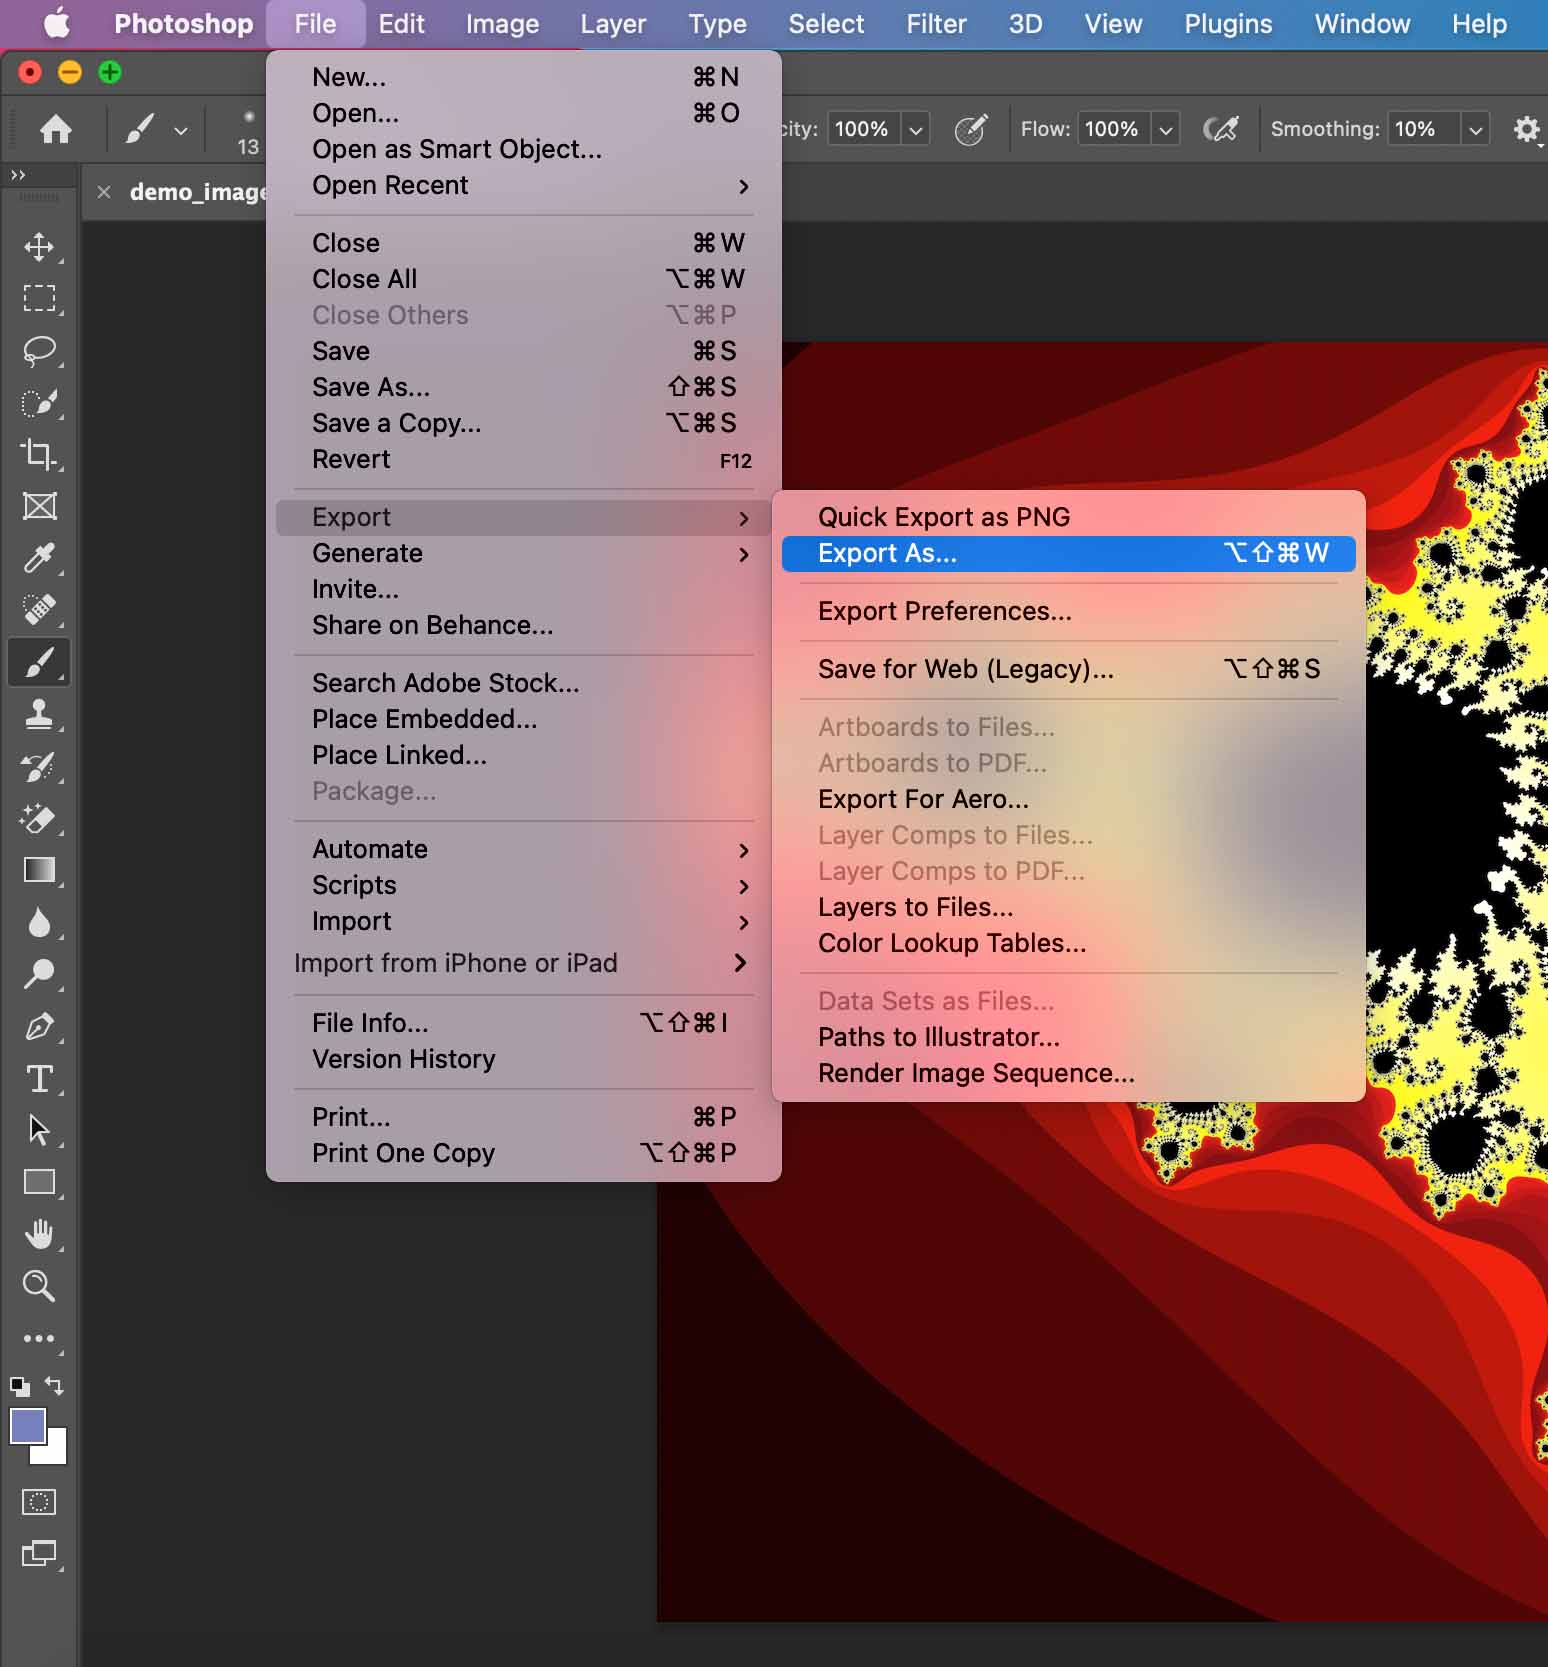 Photoshop File Edit Image Layer Type Select Filter 3D View Plugins Window Help
13
city: 100% Flow: 100% Smoothing: 10%
demo_image
New... ⌘N
Open... ⌘O
Open as Smart Object...
Open Recent >
Close ⌘W
Close All ⌥⌘W
Close Others ⌥⌘P
Save ⌘S
Save As... ⇧⌘S
Save a Copy... ⌥⌘S
Revert F12
Export >
Generate >
Invite...
Share on Behance...
Search Adobe Stock...
Place Embedded...
Place Linked...
Package...
Automate >
Scripts >
Import >
Import from iPhone or iPad >
File Info... ⌥⇧⌘I
Version History
Print... ⌘P
Print One Copy ⌥⇧⌘P
Quick Export as PNG
Export As... ⌥⇧⌘W
Export Preferences...
Save for Web (Legacy)... ⌥⇧⌘S
Artboards to Files...
Artboards to PDF...
Export For Aero...
Layer Comps to Files...
Layer Comps to PDF...
Layers to Files...
Color Lookup Tables...
Data Sets as Files...
Paths to Illustrator...
Render Image Sequence...